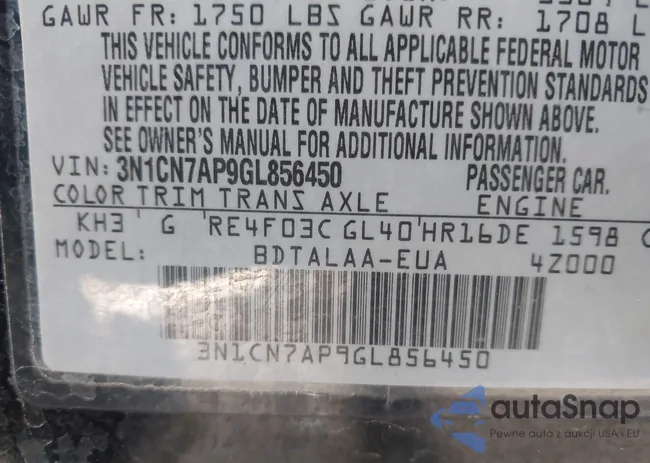 GAWR FR: 1750 LBS GAWR RR: 1708 L
THIS VEHICLE CONFORMS TO ALL APPLICABLE FEDERAL MOTOR
VEHICLE SAFETY, BUMPER AND THEFT PREVENTION STANDARDS
IN EFFECT ON THE DATE OF MANUFACTURE SHOWN ABOVE.
SEE OWNER'S MANUAL FOR ADDITIONAL INFORMATION.
VIN: 3N1CN7AP9GL856450 PASSENGER CAR.
COLOR TRIM TRANS AXLE ENGINE
KH3 G RE4F03C GL40 HR16DE 1598 C
MODEL: BDTALAA-EUA 4Z000
3N1CN7AP9GL856450
autaSnap
Pewne auta z aukcji USA i EU